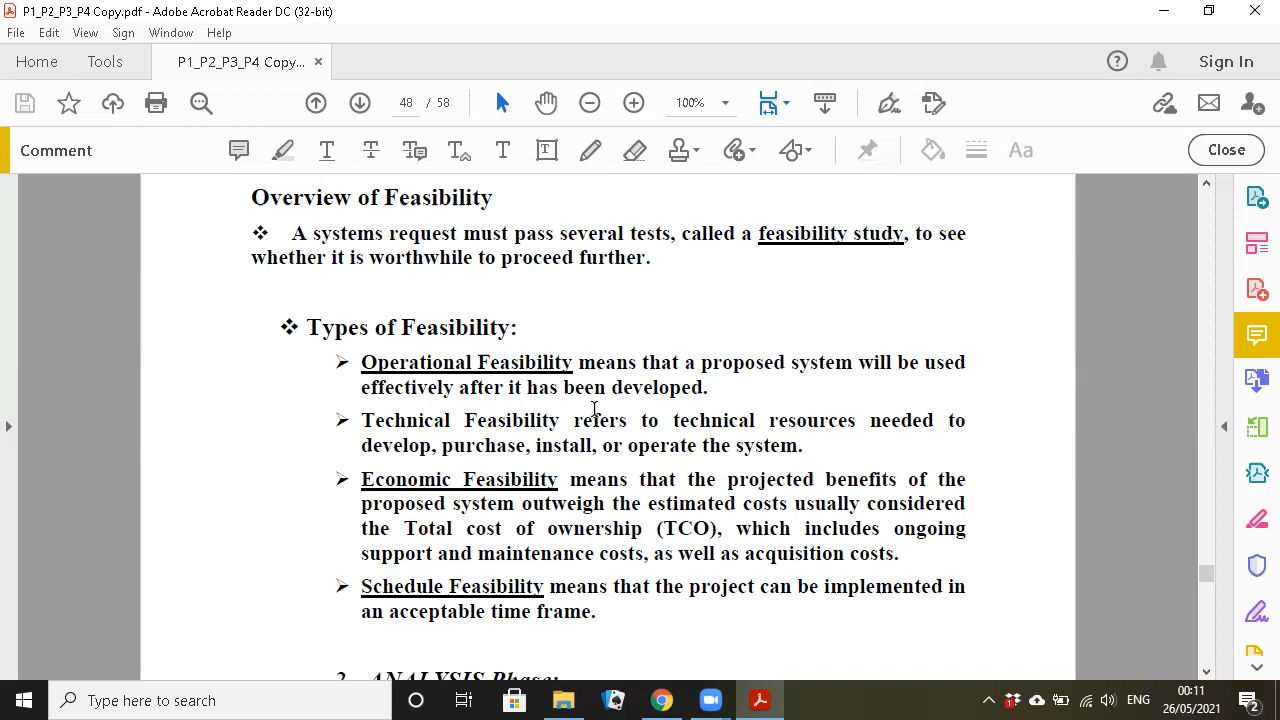 P1_P2_P3_P4 Copy.pdf - Adobe Acrobat Reader DC (32-bit)
File Edit View Sign Window Help
Home Tools P1_P2_P3_P4 Copy... × Sign In
48 / 58 100%
Comment Close
Overview of Feasibility
❖ A systems request must pass several tests, called a feasibility study, to see
whether it is worthwhile to proceed further.
❖ Types of Feasibility:
➢ Operational Feasibility means that a proposed system will be used
effectively after it has been developed.
➢ Technical Feasibility refers to technical resources needed to
develop, purchase, install, or operate the system.
➢ Economic Feasibility means that the projected benefits of the
proposed system outweigh the estimated costs usually considered
the Total cost of ownership (TCO), which includes ongoing
support and maintenance costs, as well as acquisition costs.
➢ Schedule Feasibility means that the project can be implemented in
an acceptable time frame.
2. ANALYSIS Phase:
Type here to search
ENG
00:11
26/05/2021
2